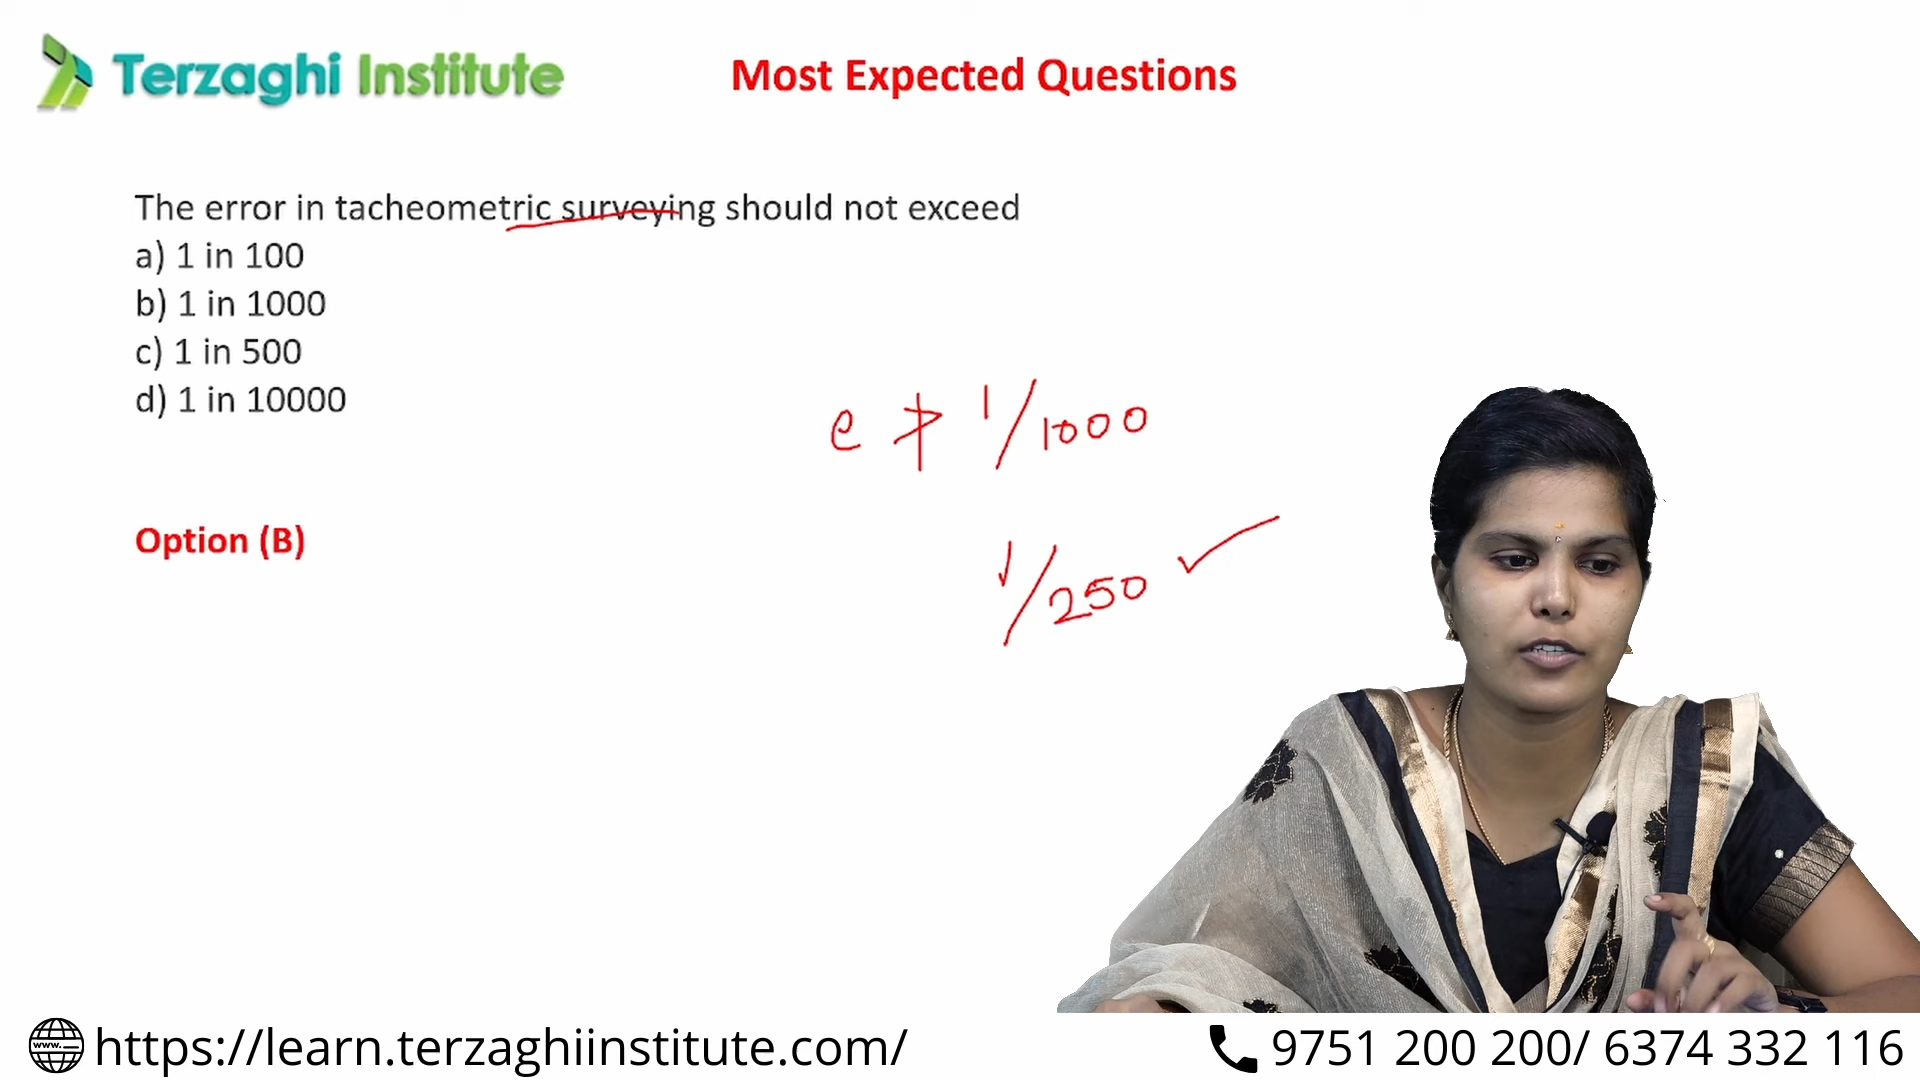 Terzaghi Institute
Most Expected Questions
The error in tacheometric surveying should not exceed
a) 1 in 100
b) 1 in 1000
c) 1 in 500
d) 1 in 10000
e ≯ 1/1000
Option (B)
1/250 ✓
www.
https://learn.terzaghiinstitute.com/
9751 200 200/ 6374 332 116